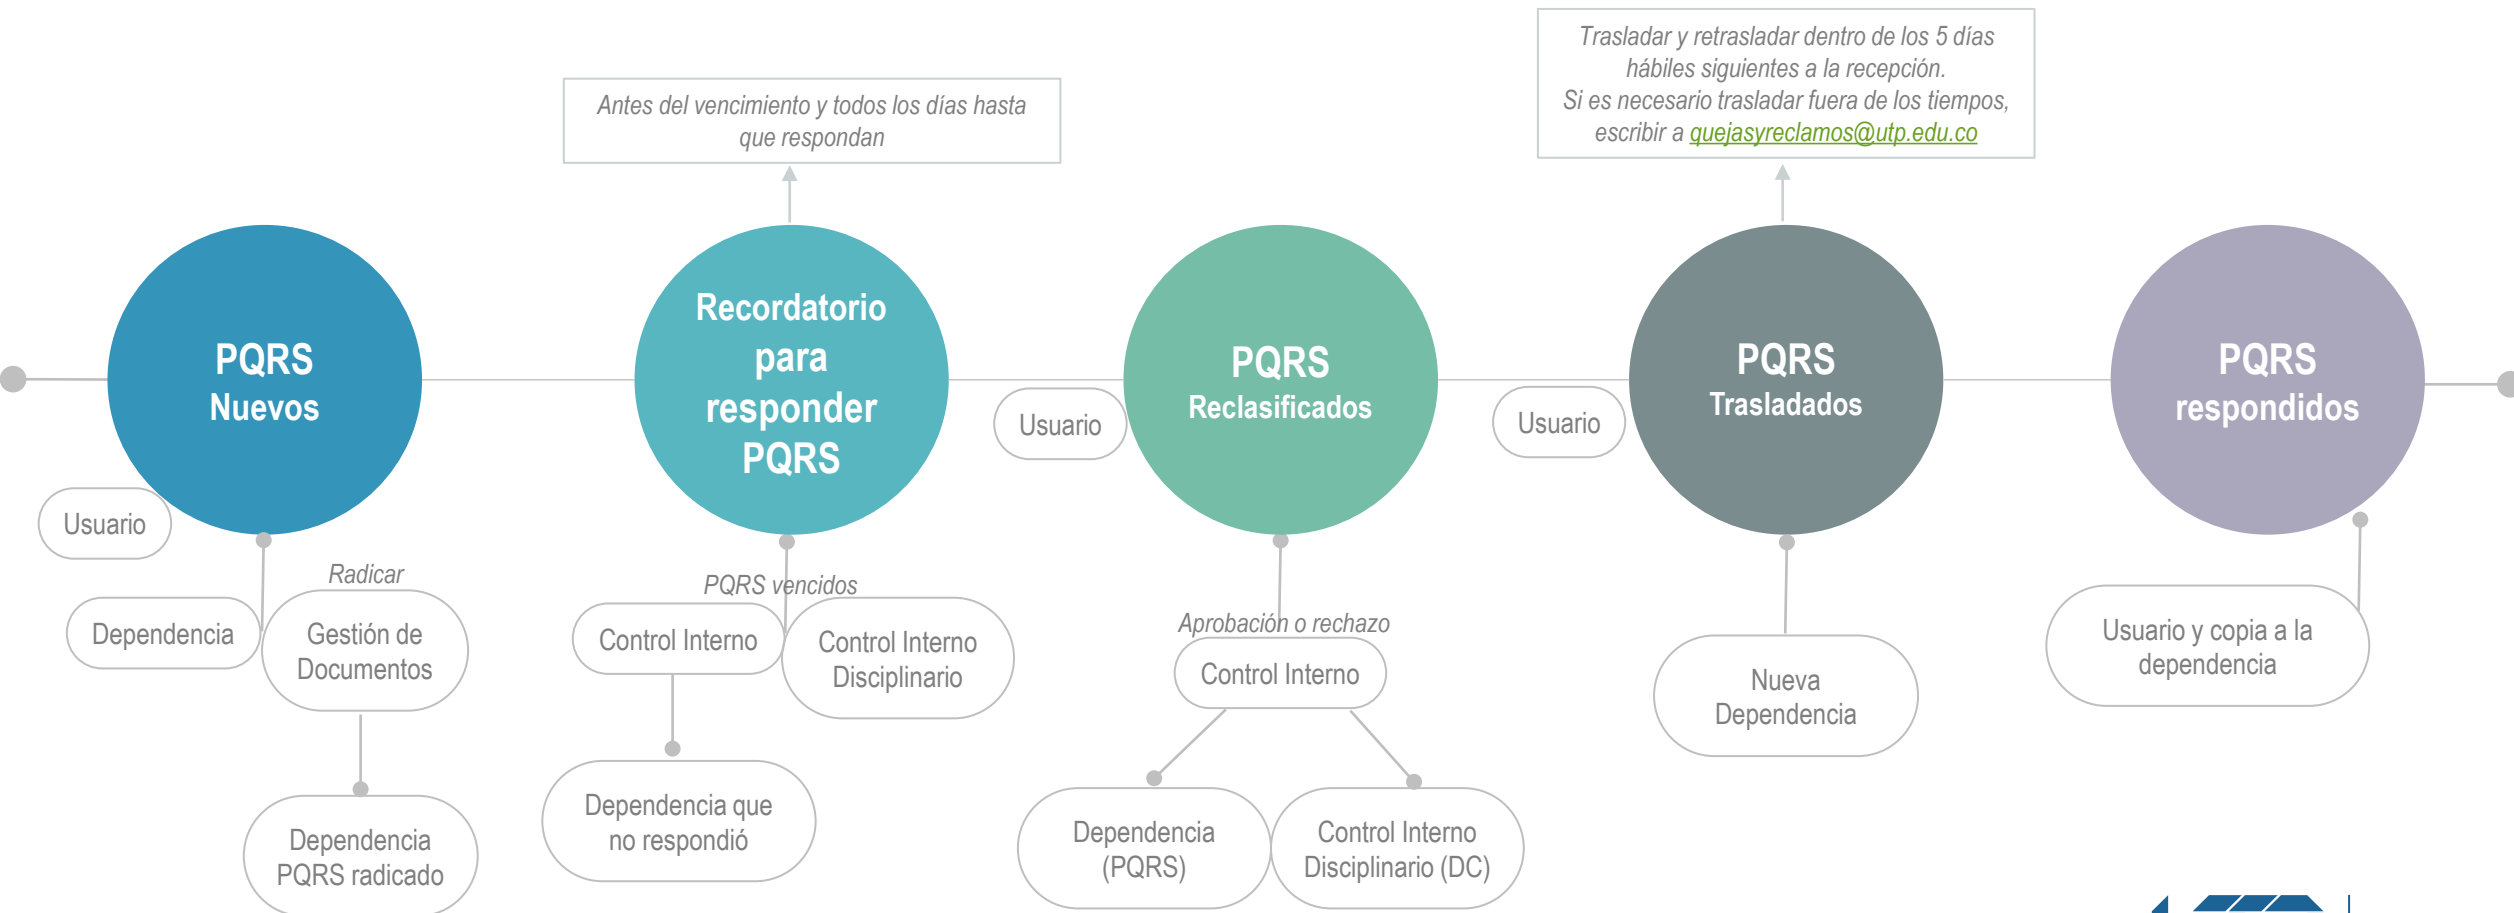 Trasladar y retrasladar dentro de los 5 días
hábiles siguientes a la recepción.
Si es necesario trasladar fuera de los tiempos,
escribir a quejasyreclamos@utp.edu.co
Antes del vencimiento y todos los días hasta
que respondan
PQRS
Nuevos
Usuario
Dependencia
Radicar
Gestión de
Documentos
Dependencia
PQRS radicado
Recordatorio
para
responder
PQRS
PQRS vencidos
Control Interno
Control Interno
Disciplinario
Dependencia que
no respondió
Usuario
PQRS
Reclasificados
Aprobación o rechazo
Control Interno
Dependencia
(PQRS)
Control Interno
Disciplinario (DC)
Usuario
PQRS
Trasladados
Nueva
Dependencia
PQRS
respondidos
Usuario y copia a la
dependencia